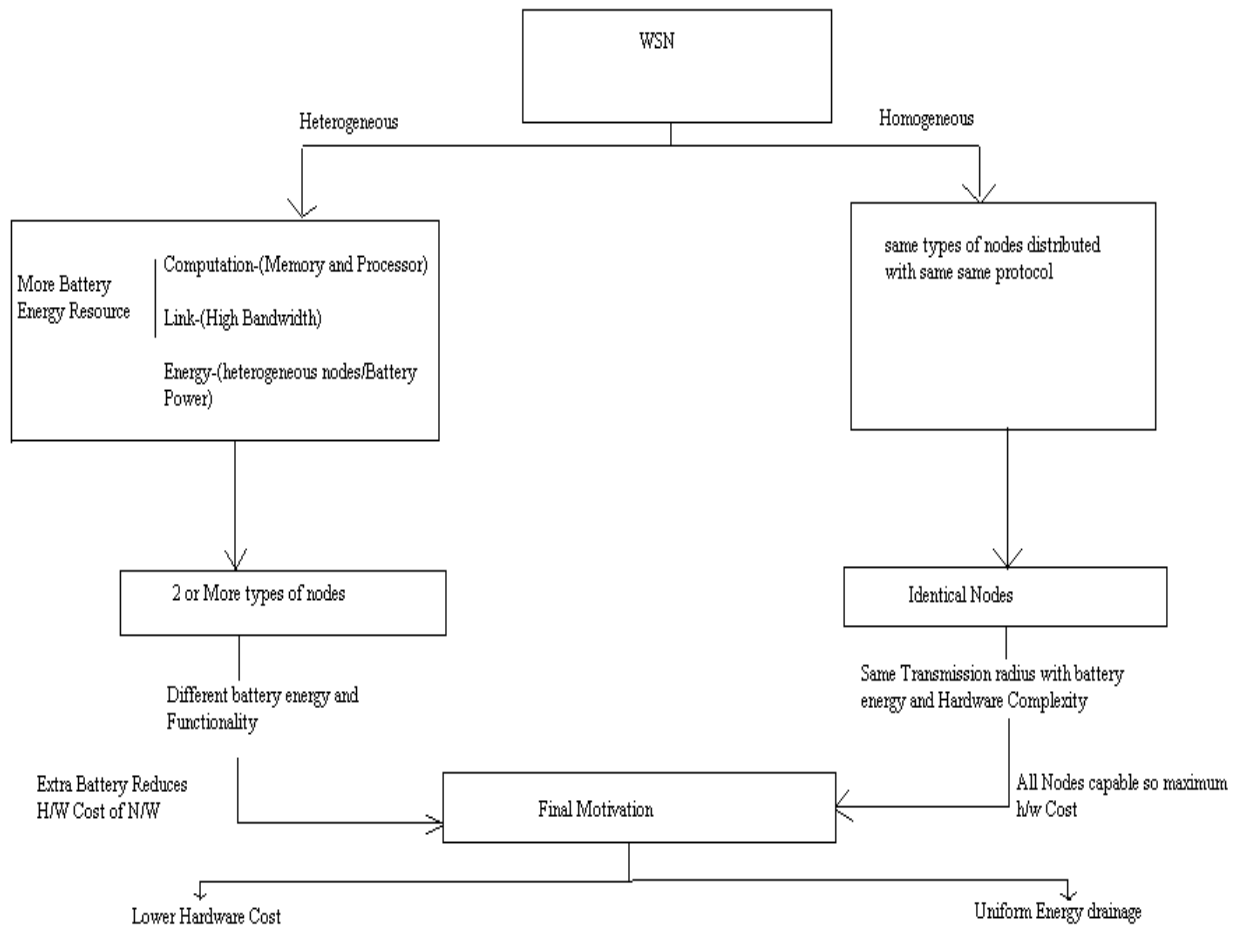 WSN
Heterogeneous
Homogeneous
More Battery
Energy Resource
Computation-(Memory and Processor)
Link-(High Bandwidth)
Energy-(heterogeneous nodes/Battery
Power)
same types of nodes distributed
with same same protocol
2 or More types of nodes
Identical Nodes
Different battery energy and
Functionality
Same Transmission radius with battery
energy and Hardware Complexity
Extra Battery Reduces
H/W Cost of N/W
Final Motivation
All Nodes capable so maximum
h/w Cost
Lower Hardware Cost
Uniform Energy drainage